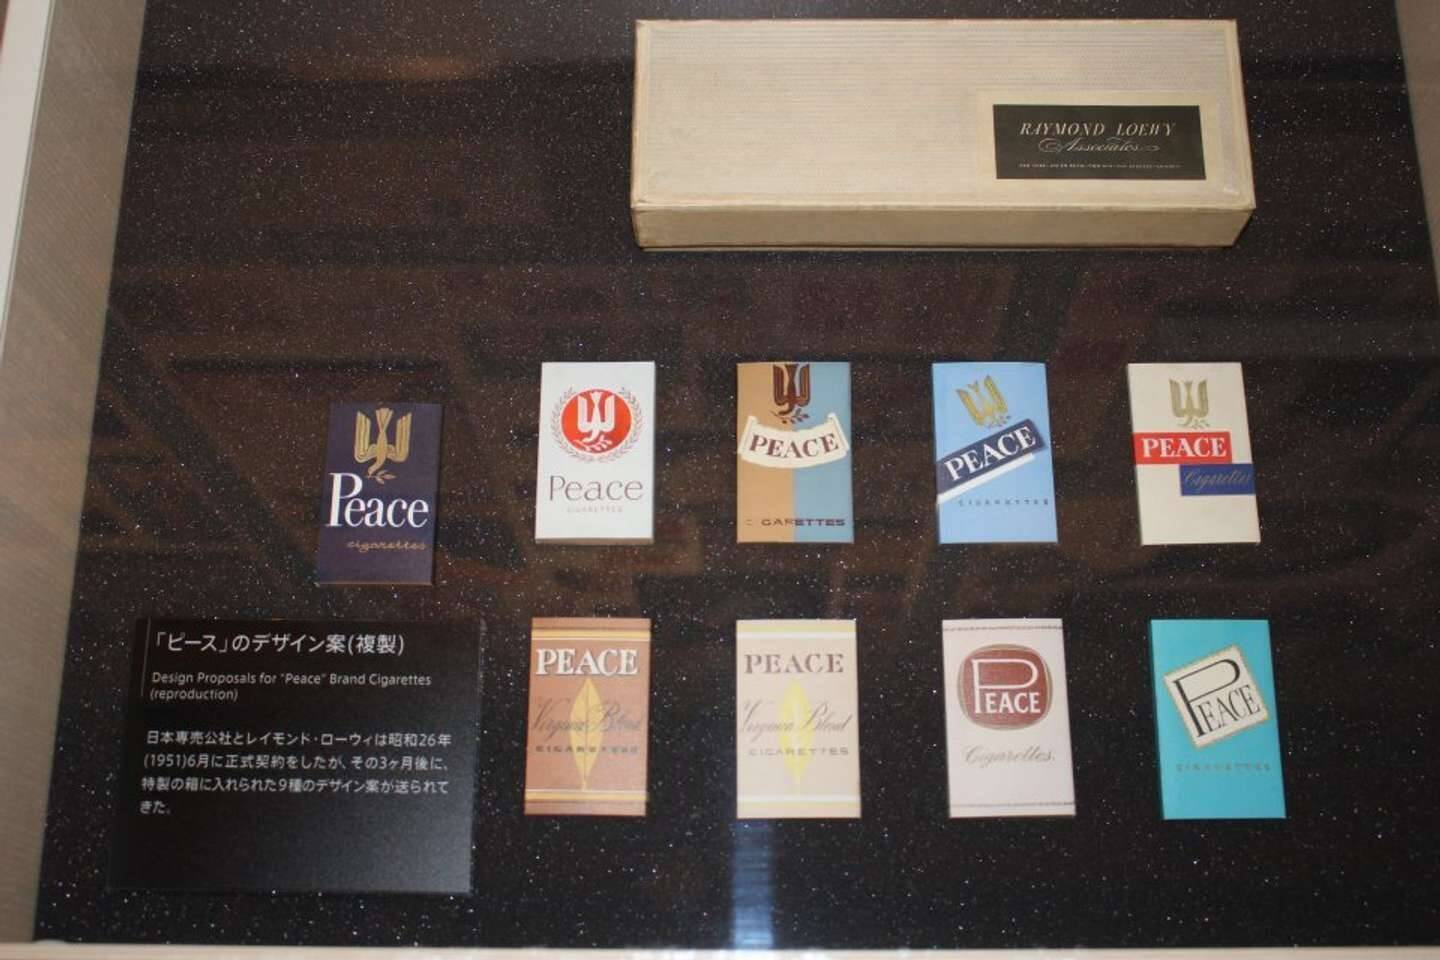 RAYMOND LOEWY
Associates
Peace
cigarettes
Peace
CIGARETTES
PEACE
C GARETTES
PEACE
CIGARETTES
PEACE
Cigarettes
「ピース」のデザイン案(複製)
Design Proposals for "Peace" Brand Cigarettes
(reproduction)
日本専売公社とレイモンド・ローウィは昭和26年
(1951)6月に正式契約をしたが、その3ヶ月後に、
特製の箱に入れられた9種のデザイン案が送られて
きた。
PEACE
Virginia Blend
CIGARETTES
PEACE
Virginia Blend
CIGARETTES
PEACE
Cigarettes
PEACE
CIGARETTES